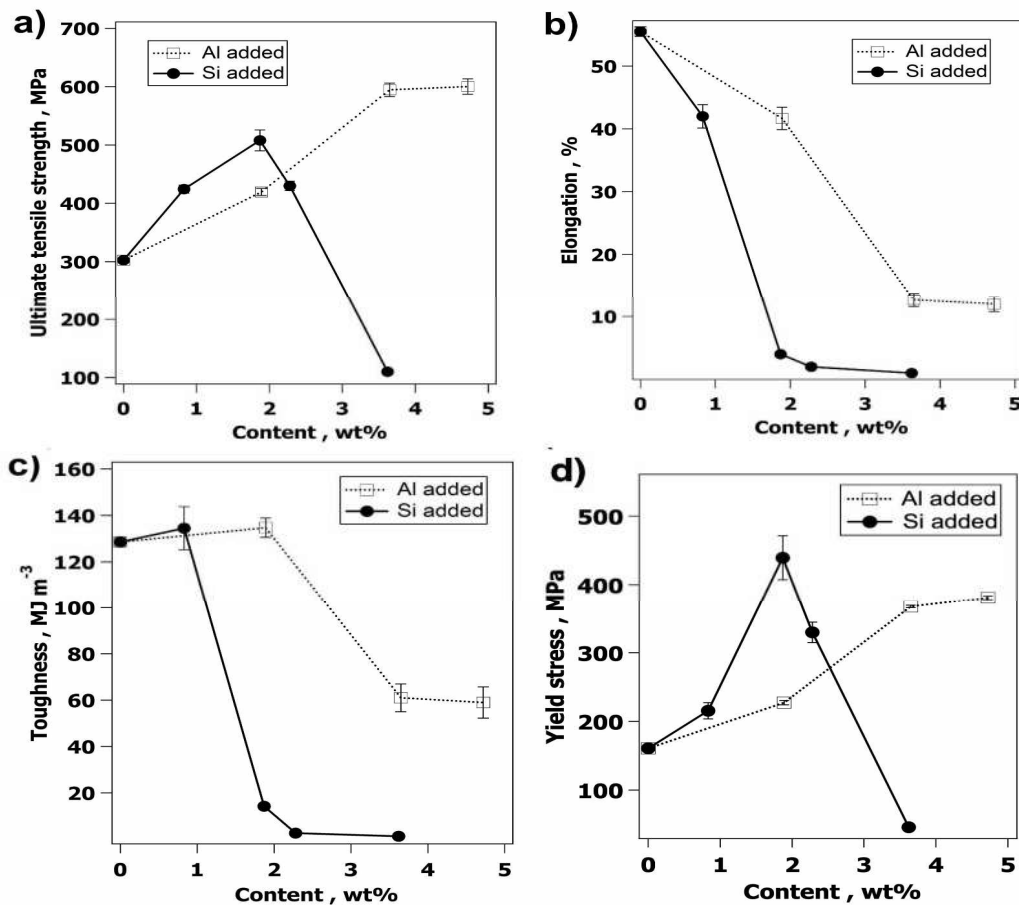 a)
Ultimate tensile strength , MPa
700
600
500
400
300
200
100
Al added
Si added
0 1 2 3 4 5
Content , wt%
b)
Elongation , %
50
40
30
20
10
Al added
Si added
0 1 2 3 4 5
Content , wt%
c)
Toughness , MJ m-3
160
140
120
100
80
60
40
20
Al added
Si added
0 1 2 3 4 5
Content , wt%
d)
Yield stress , MPa
500
400
300
200
100
Al added
Si added
0 1 2 3 4 5
Content , wt%